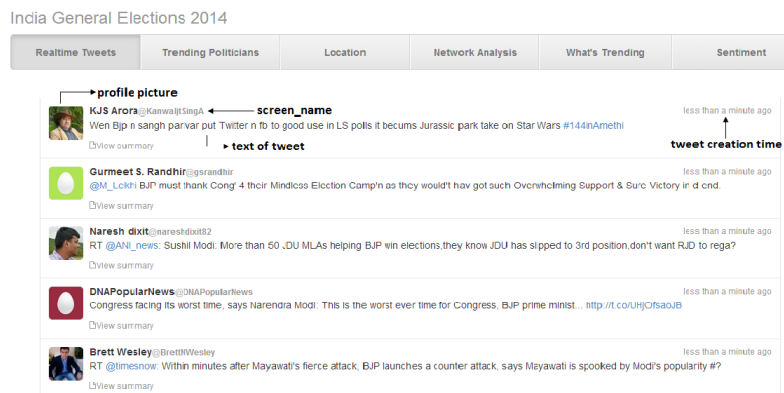 India General Elections 2014
Realtime Tweets Trending Politicians Location Network Analysis What's Trending Sentiment
profile picture
KJS Arora@KanwaljtSingA screen_name less than a minute ago
Wen Bjp n sangh parvar put Twitter n fb to good use in LS polls it becums Jurassic park take on Star Wars #144inAmethi
text of tweet tweet creation time
View summary
Gurmeet S. Randhir@gsrandhir less than a minute ago
@M_Lekhi BJP must thank Cong' 4 their Mindless Election Camp'n as they would't hav got such Overwhelming Support & Sure Victory in d end.
View summary
Naresh dixit@nareshdixit82 less than a minute ago
RT @ANI_news: Sushil Modi: More than 50 JDU MLAs helping BJP win elections,they know JDU has slipped to 3rd position,don't want RJD to rega?
View summary
DNAPopularNews@DNAPopularNews less than a minute ago
Congress facing its worst time, says Narendra Modi: This is the worst ever time for Congress, BJP prime minist...
View summary
Brett Wesley@BrettNWesley less than a minute ago
RT @timesnow: Within minutes after Mayawati's fierce attack, BJP launches a counter attack, says Mayawati is spooked by Modi's popularity #?
View summary